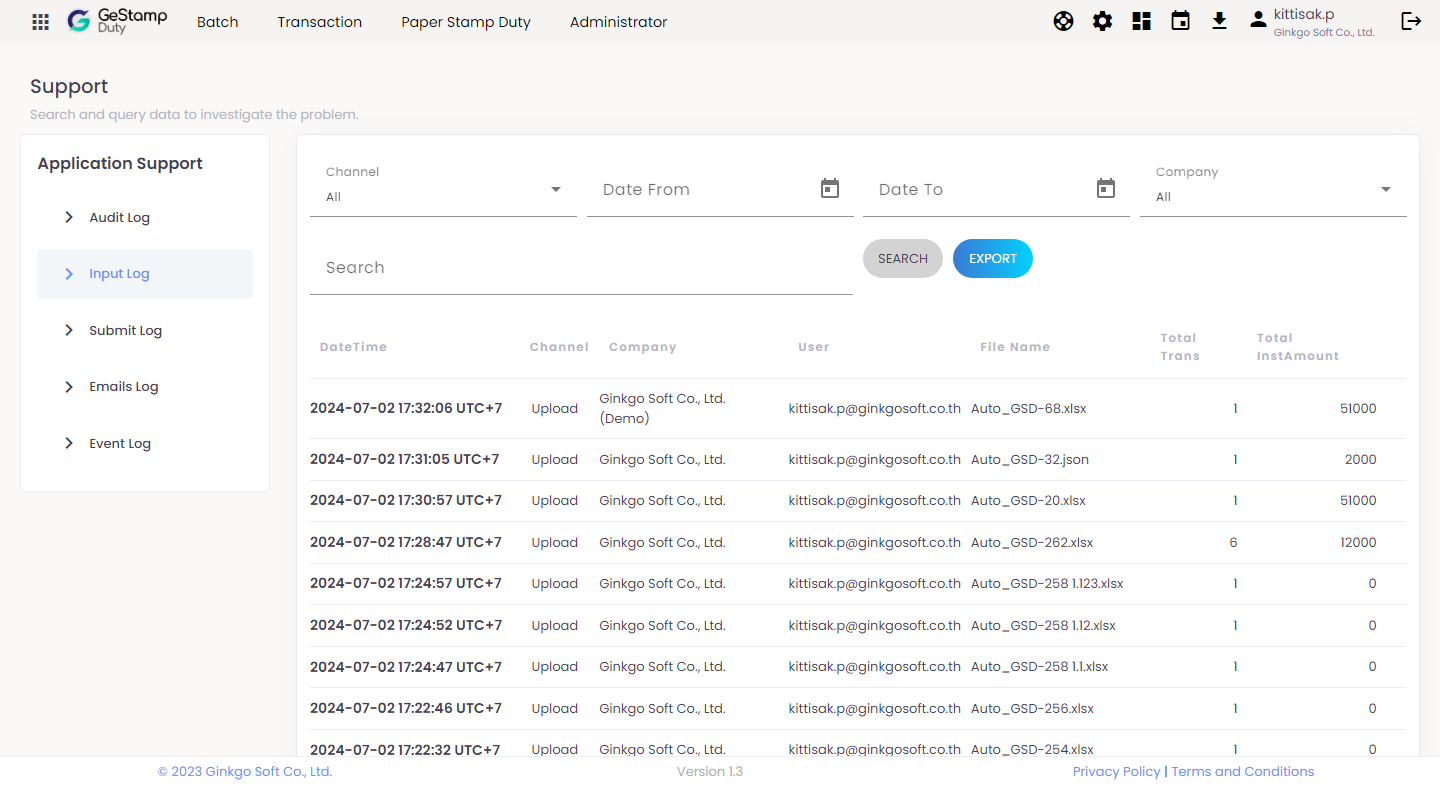 GeStamp
Duty
Batch
Transaction
Paper Stamp Duty
Administrator
kittisak.p
Ginkgo Soft Co., Ltd.
Support
Search and query data to investigate the problem.
Application Support
Audit Log
Input Log
Submit Log
Emails Log
Event Log
Channel
All
Date From
Date To
Company
All
Search
SEARCH
EXPORT
DateTime Channel Company User File Name Total Trans Total InstAmount
2024-07-02 17:32:06 UTC+7 Upload Ginkgo Soft Co., Ltd. (Demo) kittisak.p@ginkgosoft.co.th Auto_GSD-68.xlsx 1 51000
2024-07-02 17:31:05 UTC+7 Upload Ginkgo Soft Co., Ltd. kittisak.p@ginkgosoft.co.th Auto_GSD-32.json 1 2000
2024-07-02 17:30:57 UTC+7 Upload Ginkgo Soft Co., Ltd. kittisak.p@ginkgosoft.co.th Auto_GSD-20.xlsx 1 51000
2024-07-02 17:28:47 UTC+7 Upload Ginkgo Soft Co., Ltd. kittisak.p@ginkgosoft.co.th Auto_GSD-262.xlsx 6 12000
2024-07-02 17:24:57 UTC+7 Upload Ginkgo Soft Co., Ltd. kittisak.p@ginkgosoft.co.th Auto_GSD-258 1.123.xlsx 1 0
2024-07-02 17:24:52 UTC+7 Upload Ginkgo Soft Co., Ltd. kittisak.p@ginkgosoft.co.th Auto_GSD-258 1.12.xlsx 1 0
2024-07-02 17:24:47 UTC+7 Upload Ginkgo Soft Co., Ltd. kittisak.p@ginkgosoft.co.th Auto_GSD-258 1.1.xlsx 1 0
2024-07-02 17:22:46 UTC+7 Upload Ginkgo Soft Co., Ltd. kittisak.p@ginkgosoft.co.th Auto_GSD-256.xlsx 1 0
2024-07-02 17:22:32 UTC+7 Upload Ginkgo Soft Co., Ltd. kittisak.p@ginkgosoft.co.th Auto_GSD-254.xlsx 1 0
© 2023 Ginkgo Soft Co., Ltd.
Version 1.3
Privacy Policy | Terms and Conditions